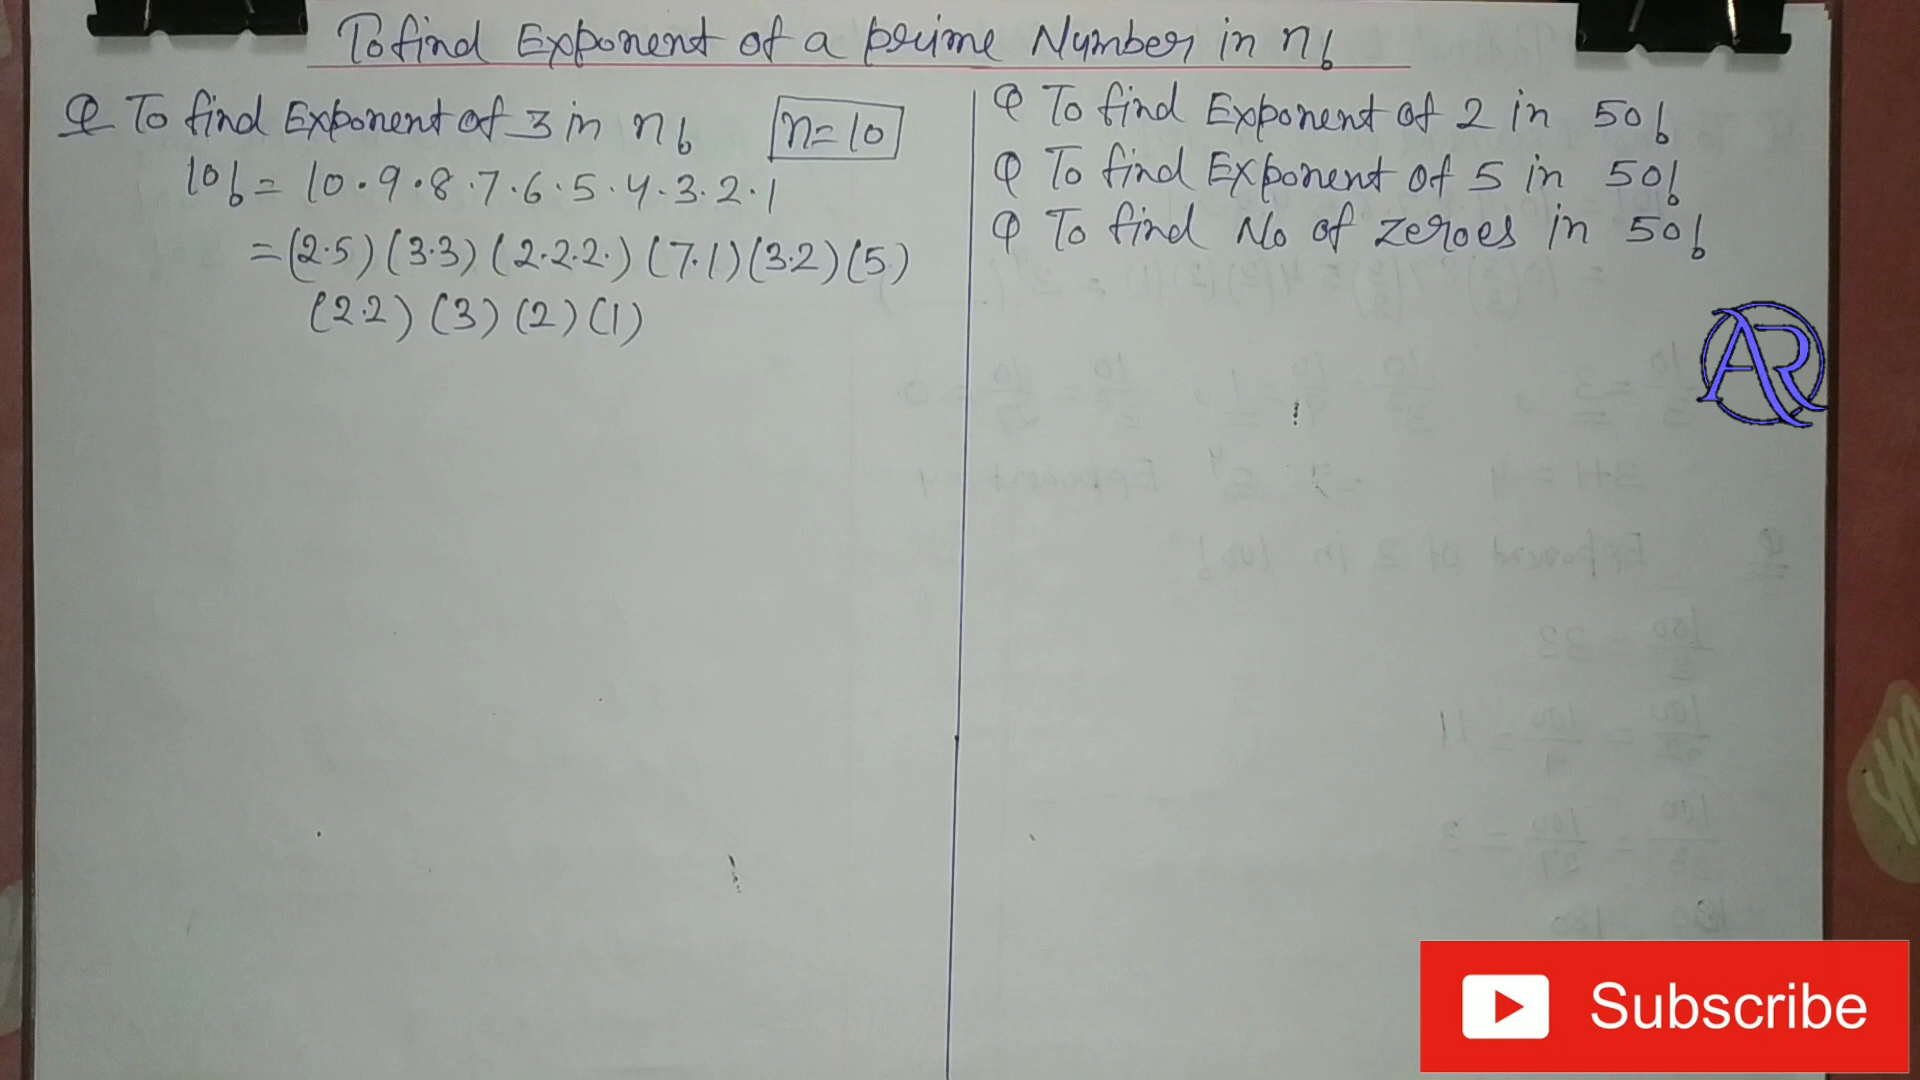 To find Exponent of a prime Number in n!
Q To find Exponent of 3 in n! n=10
10! = 10·9·8·7·6·5·4·3·2·1
= (2·5) (3·3) (2·2·2·) (7·1) (3·2) (5)
(2·2) (3) (2) (1)
Q To find Exponent of 2 in 50!
Q To find Exponent of 5 in 50!
Q To find No of zeroes in 50!
AR
Subscribe